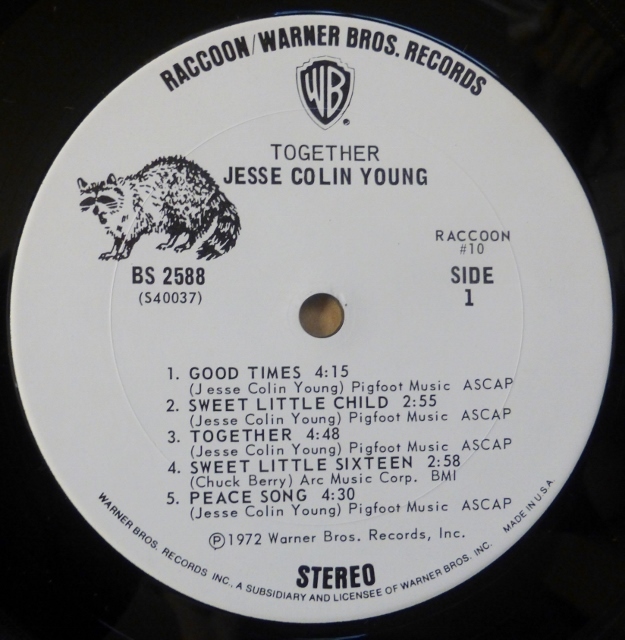 RACCOON/WARNER BROS. RECORDS
WB
®
TOGETHER
JESSE COLIN YOUNG
RACCOON
#10
BS 2588
(S40037)
SIDE
1
1. GOOD TIMES 4:15
(Jesse Colin Young) Pigfoot Music ASCAP
2. SWEET LITTLE CHILD 2:55
(Jesse Colin Young) Pigfoot Music ASCAP
3. TOGETHER 4:48
(Jesse Colin Young) Pigfoot Music ASCAP
4. SWEET LITTLE SIXTEEN 2:58
(Chuck Berry) Arc Music Corp. BMI
5. PEACE SONG 4:30
(Jesse Colin Young) Pigfoot Music ASCAP
℗1972 Warner Bros. Records, Inc.
STEREO
WARNER BROS. RECORDS INC., A SUBSIDIARY AND LICENSEE OF WARNER BROS. INC. MADE IN U.S.A.